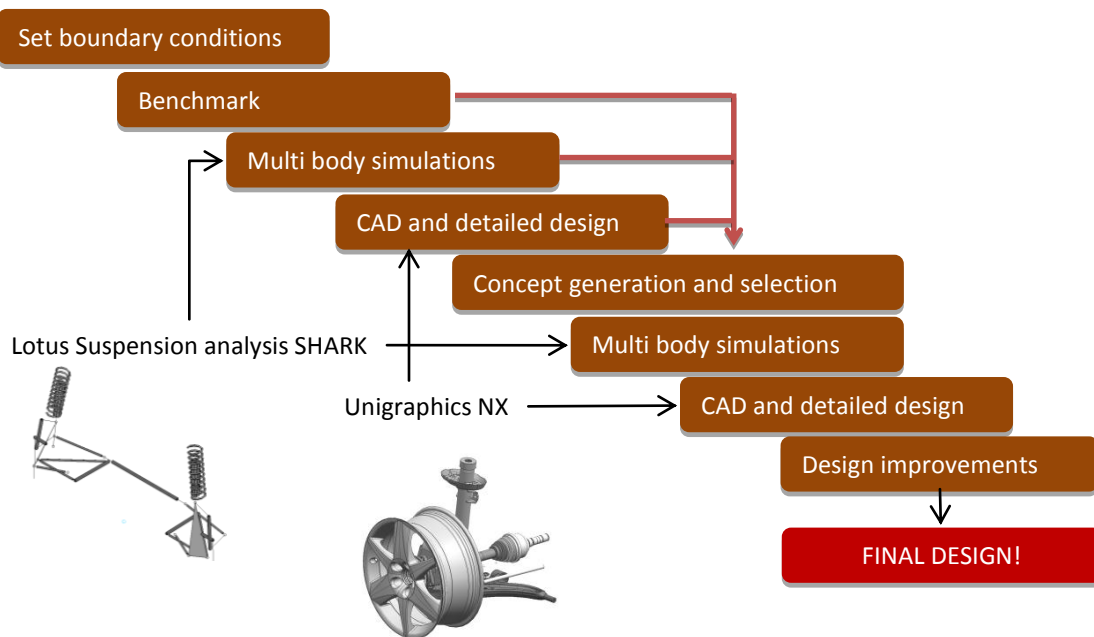 Set boundary conditions
Benchmark
Multi body simulations
CAD and detailed design
Concept generation and selection
Lotus Suspension analysis SHARK
Multi body simulations
Unigraphics NX
CAD and detailed design
Design improvements
FINAL DESIGN!